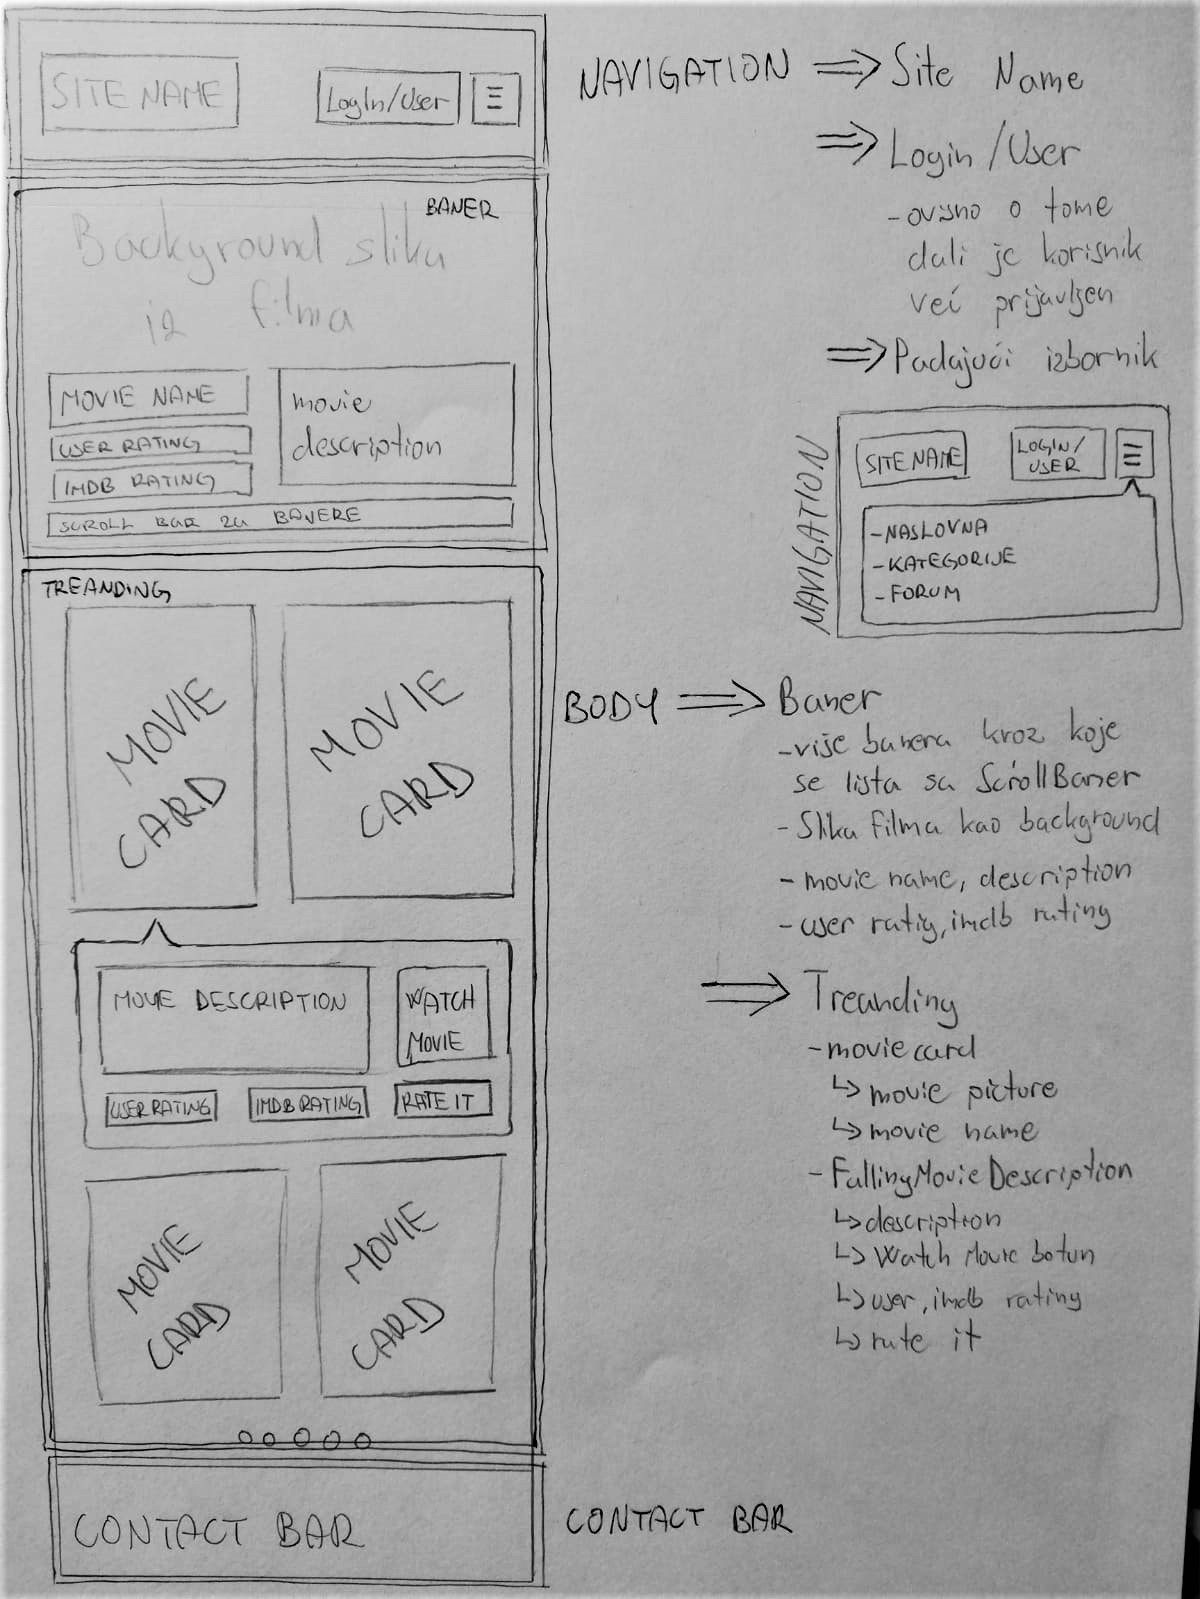 SITE NAME
LogIn/User
BANER
Background slika
iz filma
MOVIE NAME
USER RATING
IMDB RATING
movie
description
SCROLL BAR za BANERE
TREANDING
MOVIE
CARD
MOVIE
CARD
MOVIE DESCRIPTION
WATCH
MOVIE
USER RATING
IMDB RATING
RATE IT
MOVIE
CARD
MOVIE
CARD
CONTACT BAR
NAVIGATION ⇒ Site Name
⇒ Login/User
- ovisno o tome
dali je korisnik
već prijavljen
⇒ Padajući izbornik
NAVIGATION
SITE NAME
LOGIN/
USER
- NASLOVNA
- KATEGORIJE
- FORUM
BODY ⇒ Baner
- više banera kroz koje
se lista sa ScrollBaner
- Slika filma kao background
- movie name, description
- user ratig, imdb rating
⇒ Treanding
- movie card
↳ movie picture
↳ movie name
- FallingMovieDescription
↳ description
↳ Watch Movie botun
↳ user, imdb rating
↳ rate it
CONTACT BAR